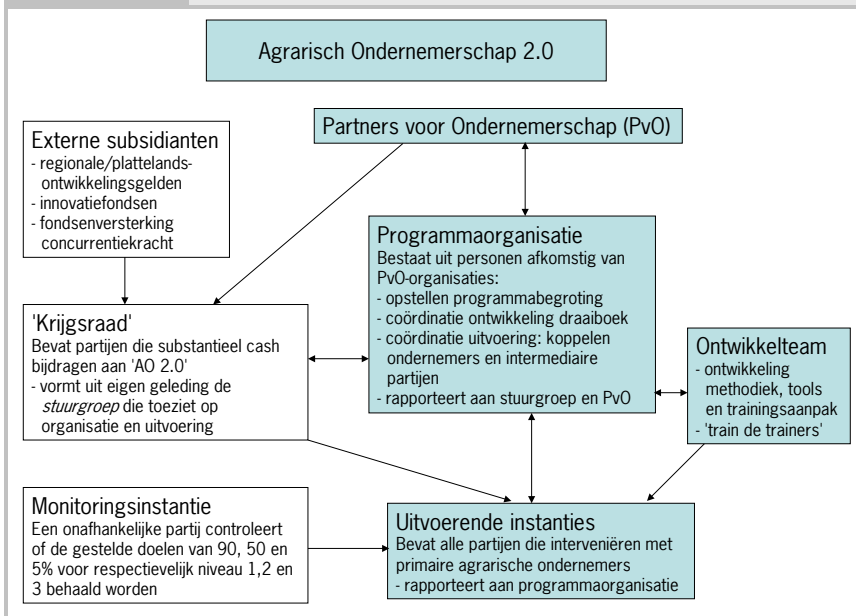 Agrarisch Ondernemerschap 2.0
Partners voor Ondernemerschap (PvO)
Externe subsidianten
- regionale/plattelands-
ontwikkelingsgelden
- innovatiefondsen
- fondsenversterking
concurrentiekracht
Programmaorganisatie
Bestaat uit personen afkomstig van
PvO-organisaties:
- opstellen programmabegroting
- coördinatie ontwikkeling draaiboek
- coördinatie uitvoering: koppelen
ondernemers en intermediaire
partijen
- rapporteert aan stuurgroep en PvO
'Krijgsraad'
Bevat partijen die substantieel cash
bijdragen aan 'AO 2.0'
- vormt uit eigen geleding de
stuurgroep die toeziet op
organisatie en uitvoering
Ontwikkelteam
- ontwikkeling
methodiek, tools
en trainingsaanpak
- 'train de trainers'
Monitoringsinstantie
Een onafhankelijke partij controleert
of de gestelde doelen van 90, 50 en
5% voor respectievelijk niveau 1,2 en
3 behaald worden
Uitvoerende instanties
Bevat alle partijen die interveniëren met
primaire agrarische ondernemers
- rapporteert aan programmaorganisatie